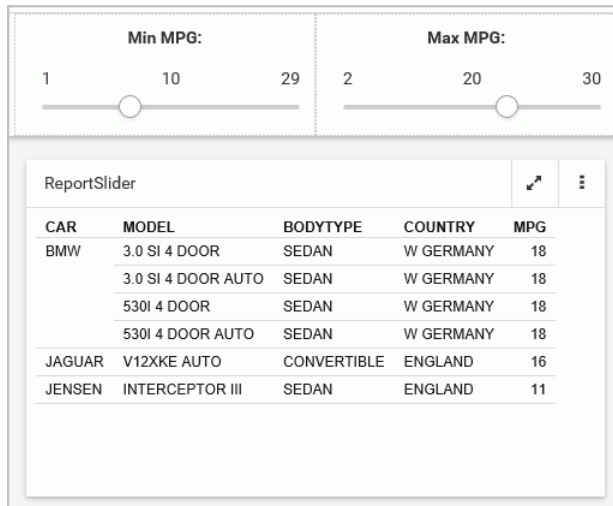 Min MPG: Max MPG:
1 10 29 2 20 30
ReportSlider
CAR MODEL BODYTYPE COUNTRY MPG
BMW 3.0 SI 4 DOOR SEDAN W GERMANY 18
3.0 SI 4 DOOR AUTO SEDAN W GERMANY 18
530I 4 DOOR SEDAN W GERMANY 18
530I 4 DOOR AUTO SEDAN W GERMANY 18
JAGUAR V12XKE AUTO CONVERTIBLE ENGLAND 16
JENSEN INTERCEPTOR III SEDAN ENGLAND 11